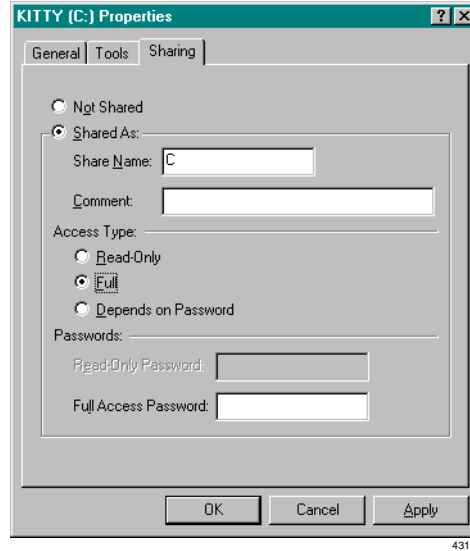 KITTY (C:) Properties
General Tools Sharing
Not Shared
Shared As:
Share Name: C
Comment:
Access Type:
Read-Only
Full
Depends on Password
Passwords:
Read-Only Password:
Full Access Password:
OK Cancel Apply
431